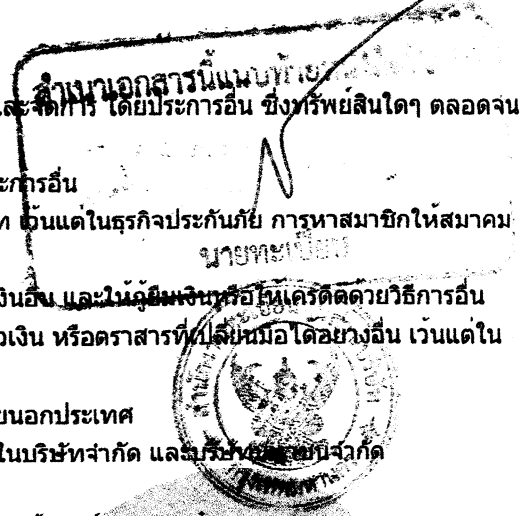 สำเนาเอกสารนี้แนบท้าย
และจัดการ โดยประการอื่น ซึ่งทรัพย์สินใดๆ ตลอดจน
ะการอื่น
ท เว้นแต่ในธุรกิจประกันภัย การหาสมาชิกให้สมาคม
นายทะเบียน
งินอื่น และให้กู้ยืมเงินหรือให้เครดิตด้วยวิธีการอื่น
วเงิน หรือตราสารที่เปลี่ยนมือได้อย่างอื่น เว้นแต่ใน
ยนอกประเทศ
ในบริษัทจำกัด และบริษัทมหาชนจำกัด